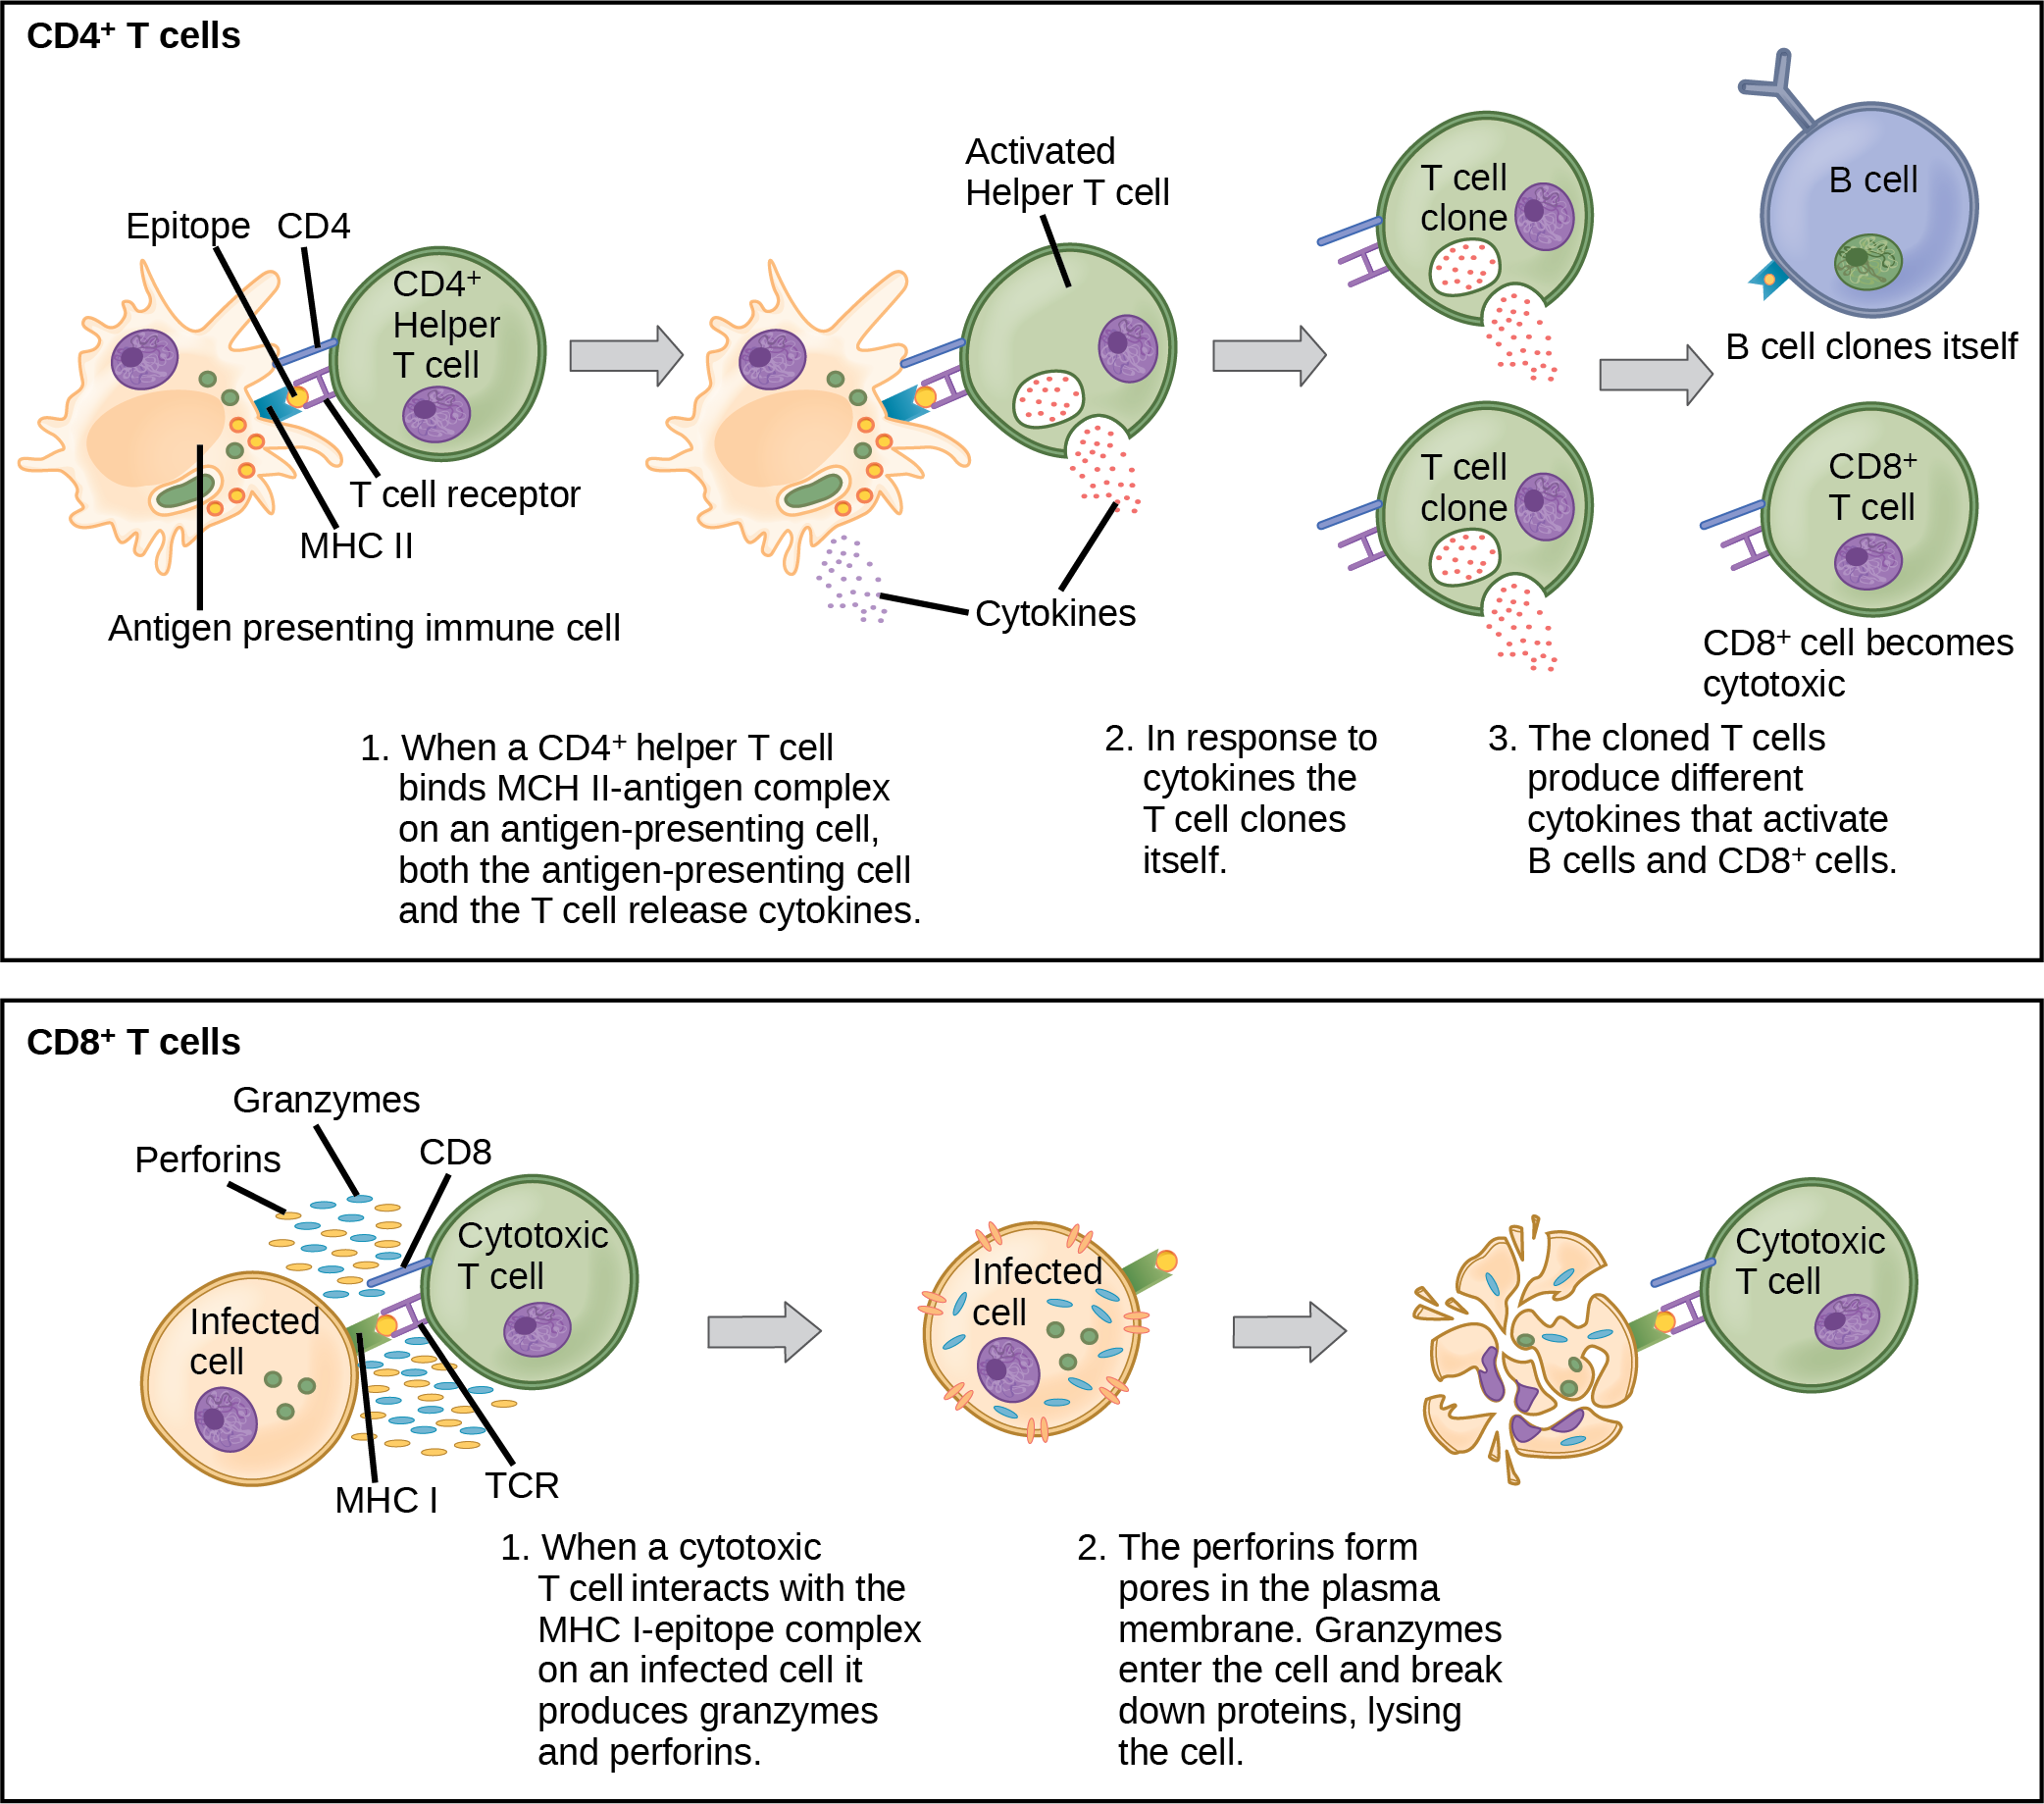 CD4⁺ T cells
Epitope
CD4
CD4⁺
Helper
T cell
T cell receptor
MHC II
Antigen presenting immune cell
Activated
Helper T cell
Cytokines
T cell
clone
T cell
clone
B cell
B cell clones itself
CD8⁺
T cell
CD8⁺ cell becomes
cytotoxic
1. When a CD4⁺ helper T cell
binds MCH II-antigen complex
on an antigen-presenting cell,
both the antigen-presenting cell
and the T cell release cytokines.
2. In response to
cytokines the
T cell clones
itself.
3. The cloned T cells
produce different
cytokines that activate
B cells and CD8⁺ cells.
CD8⁺ T cells
Granzymes
Perforins
CD8
Cytotoxic
T cell
Infected
cell
MHC I
TCR
Infected
cell
Cytotoxic
T cell
1. When a cytotoxic
T cell interacts with the
MHC I-epitope complex
on an infected cell it
produces granzymes
and perforins.
2. The perforins form
pores in the plasma
membrane. Granzymes
enter the cell and break
down proteins, lysing
the cell.